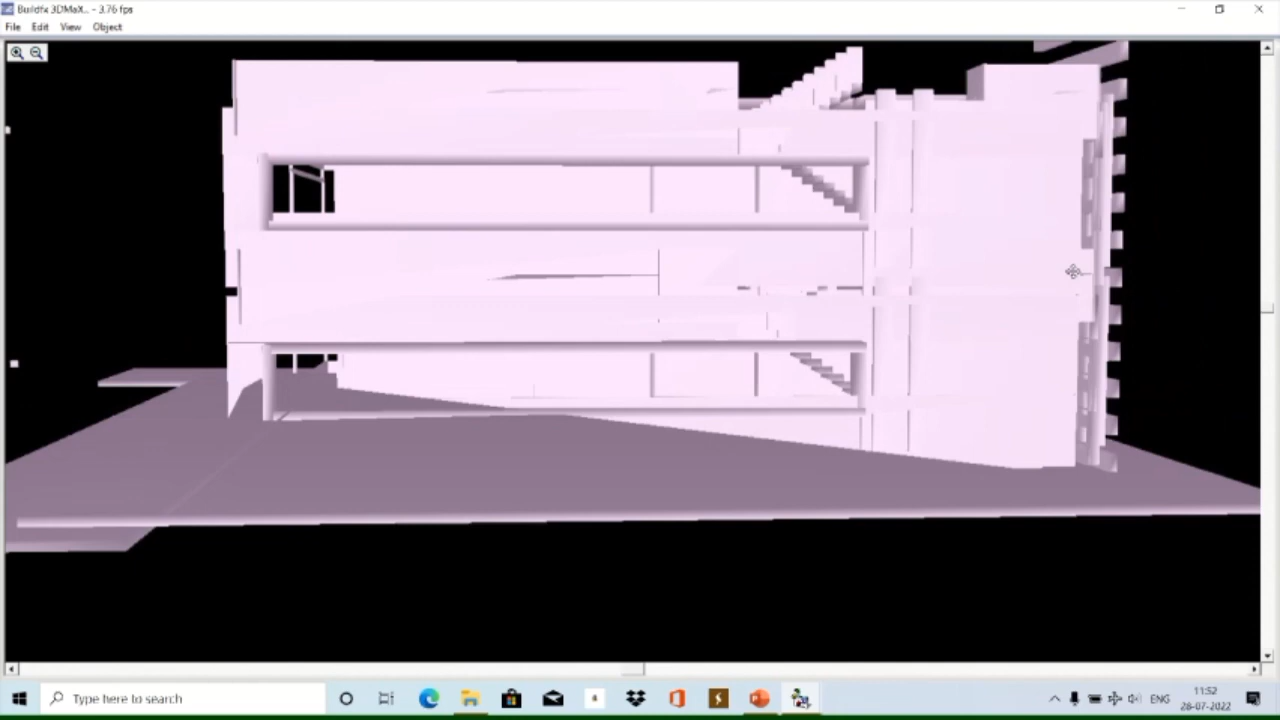 Buildfx 3DMaX... - 3.76 fps
File Edit View Object
Type here to search
ENG
11:52
28-07-2022